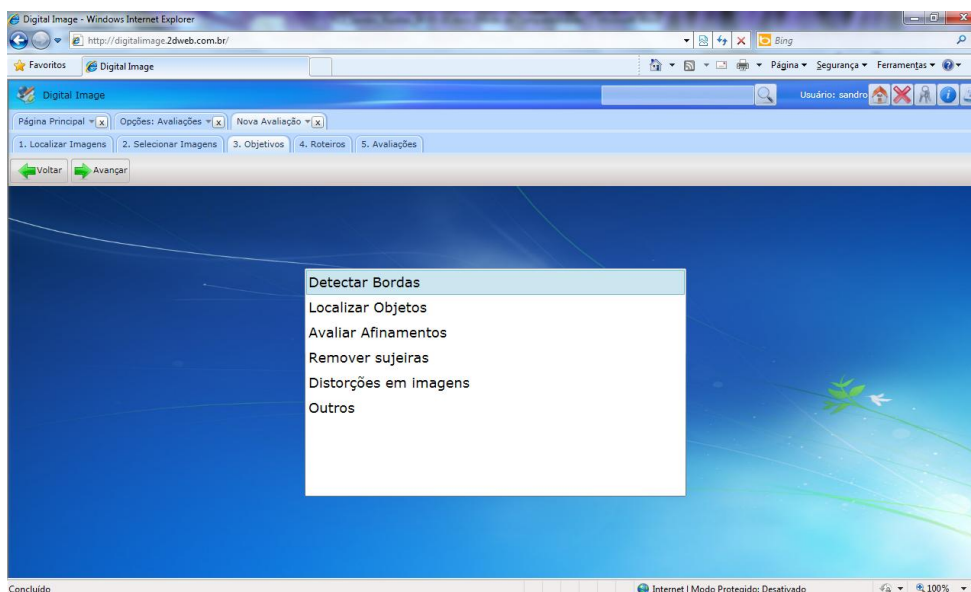 Digital Image - Windows Internet Explorer
http://digitalimage.2dweb.com.br/
Bing
Favoritos Digital Image Página Segurança Ferramentas
Digital Image Usuário: sandro
Página Principal x Opções: Avaliações x Nova Avaliação x
1. Localizar Imagens 2. Selecionar Imagens 3. Objetivos 4. Roteiros 5. Avaliações
Voltar Avançar
Detectar Bordas
Localizar Objetos
Avaliar Afinamentos
Remover sujeiras
Distorções em imagens
Outros
Concluído Internet | Modo Protegido: Desativado 100%